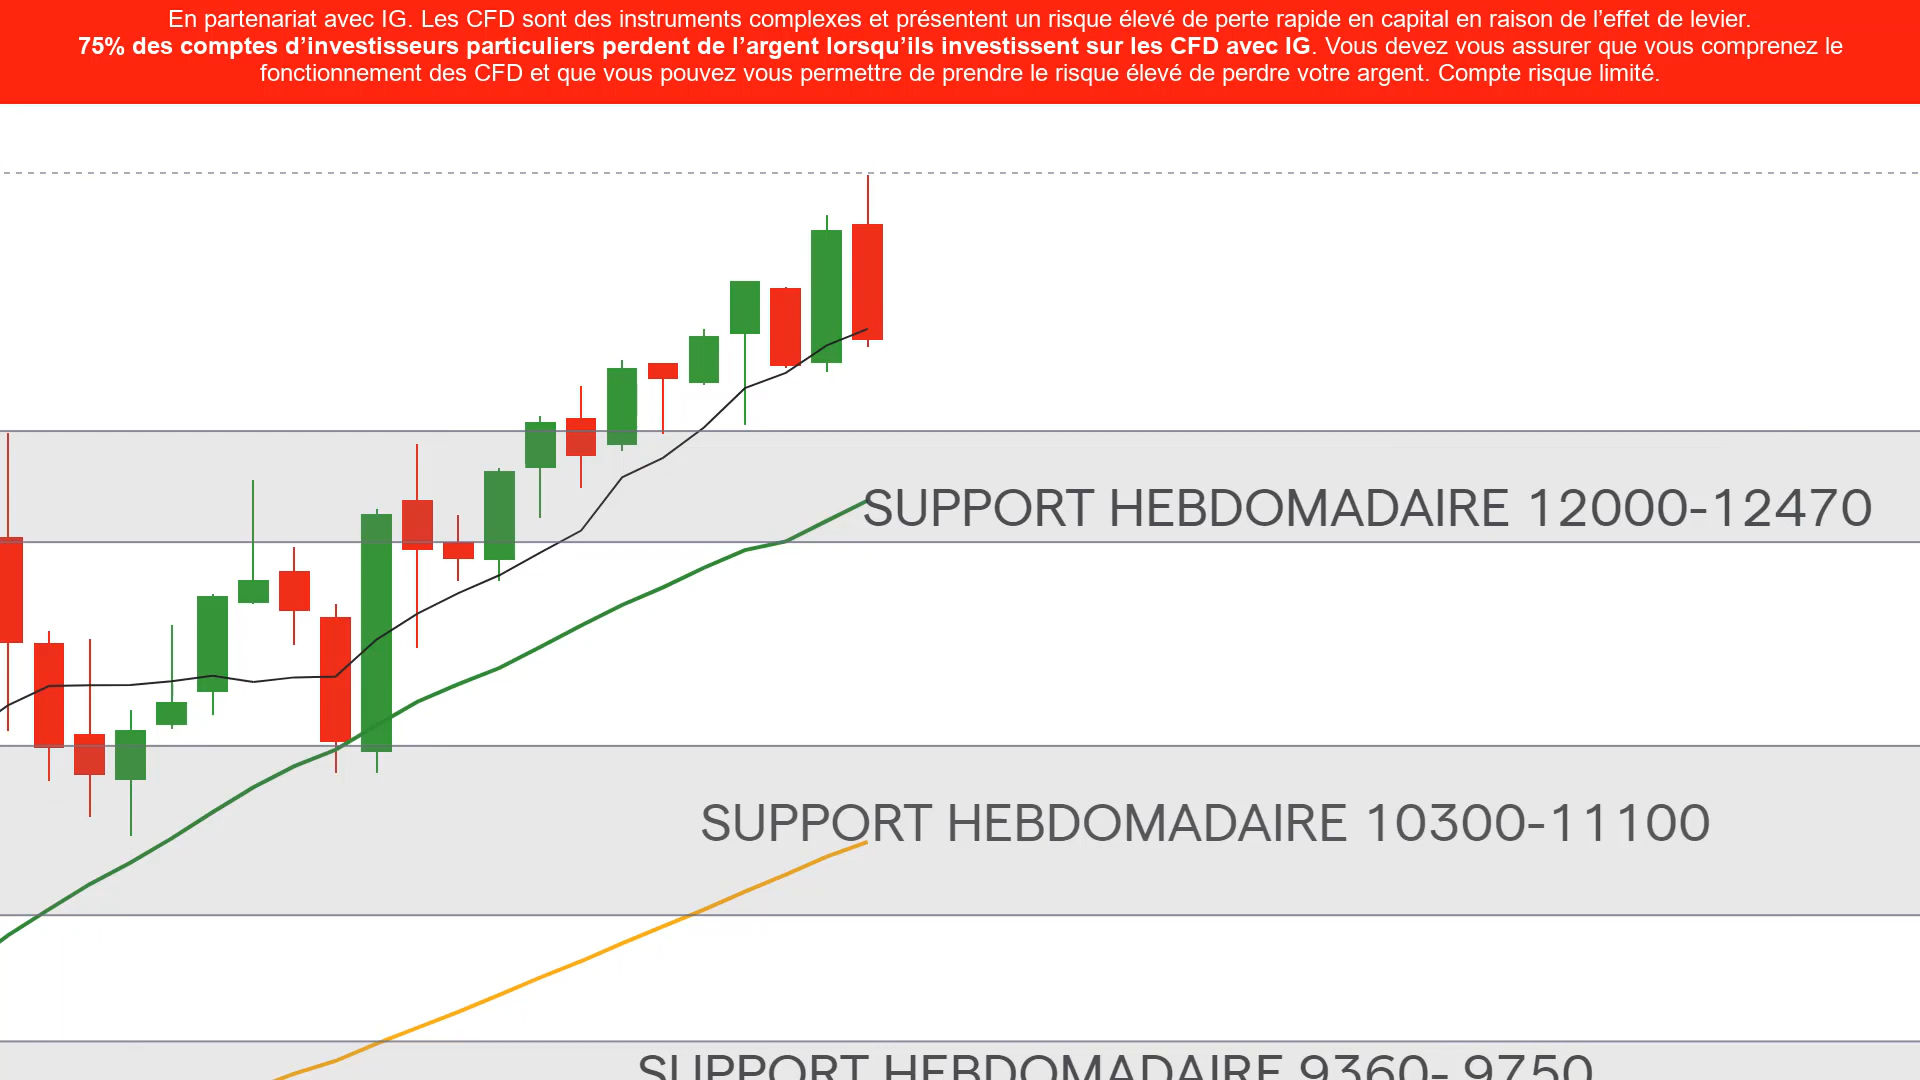 En partenariat avec IG. Les CFD sont des instruments complexes et présentent un risque élevé de perte rapide en capital en raison de l’effet de levier.
75% des comptes d’investisseurs particuliers perdent de l’argent lorsqu’ils investissent sur les CFD avec IG. Vous devez vous assurer que vous comprenez le
fonctionnement des CFD et que vous pouvez vous permettre de prendre le risque élevé de perdre votre argent. Compte risque limité.
SUPPORT HEBDOMADAIRE 12000-12470
SUPPORT HEBDOMADAIRE 10300-11100
SUPPORT HEBDOMADAIRE 9360- 9750